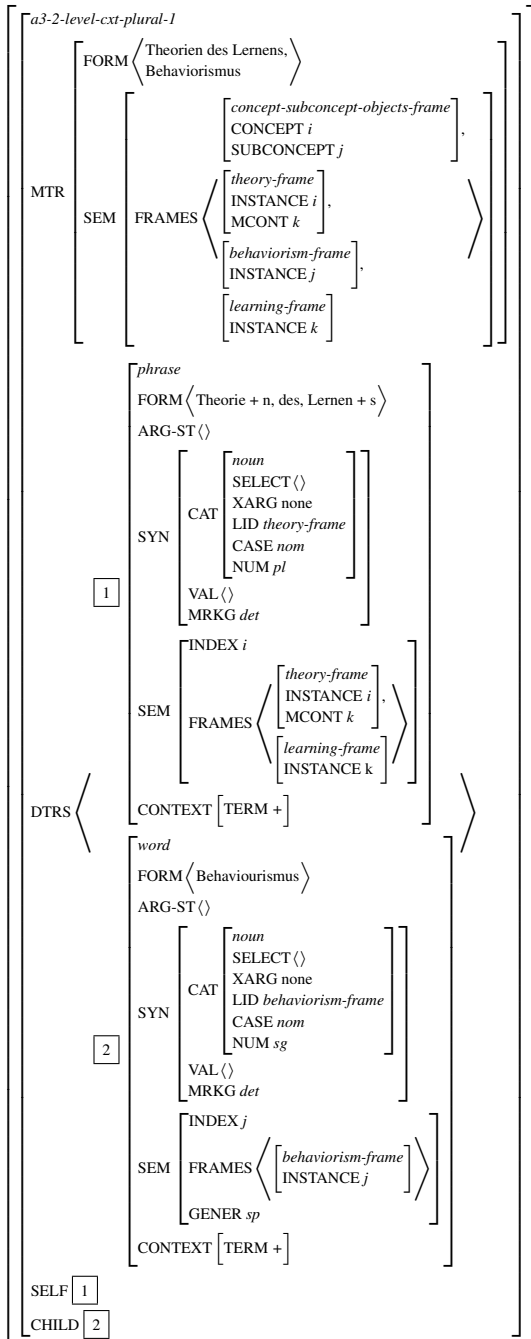 a3-2-level-cxt-plural-1
FORM ⟨Theorien des Lernens,
Behaviorismus⟩
concept-subconcept-objects-frame
CONCEPT i
SUBCONCEPT j ,
theory-frame
INSTANCE i
MCONT k ,
MTR
SEM
FRAMES
behaviorism-frame
INSTANCE j ,
learning-frame
INSTANCE k
phrase
FORM ⟨Theorie + n, des, Lernen + s⟩
ARG-ST ⟨⟩
noun
SELECT ⟨⟩
XARG none
SYN
CAT
LID theory-frame
CASE nom
NUM pl
1
VAL ⟨⟩
MRKG det
INDEX i
theory-frame
INSTANCE i
MCONT k ,
SEM
FRAMES
learning-frame
INSTANCE k
CONTEXT [TERM +]
DTRS
word
FORM ⟨Behaviourismus⟩
ARG-ST ⟨⟩
noun
SELECT ⟨⟩
XARG none
CAT
LID behaviorism-frame
SYN
CASE nom
NUM sg
2
VAL ⟨⟩
MRKG det
INDEX j
behaviorism-frame
SEM
FRAMES
INSTANCE j
GENER sp
CONTEXT [TERM +]
SELF 1
CHILD 2